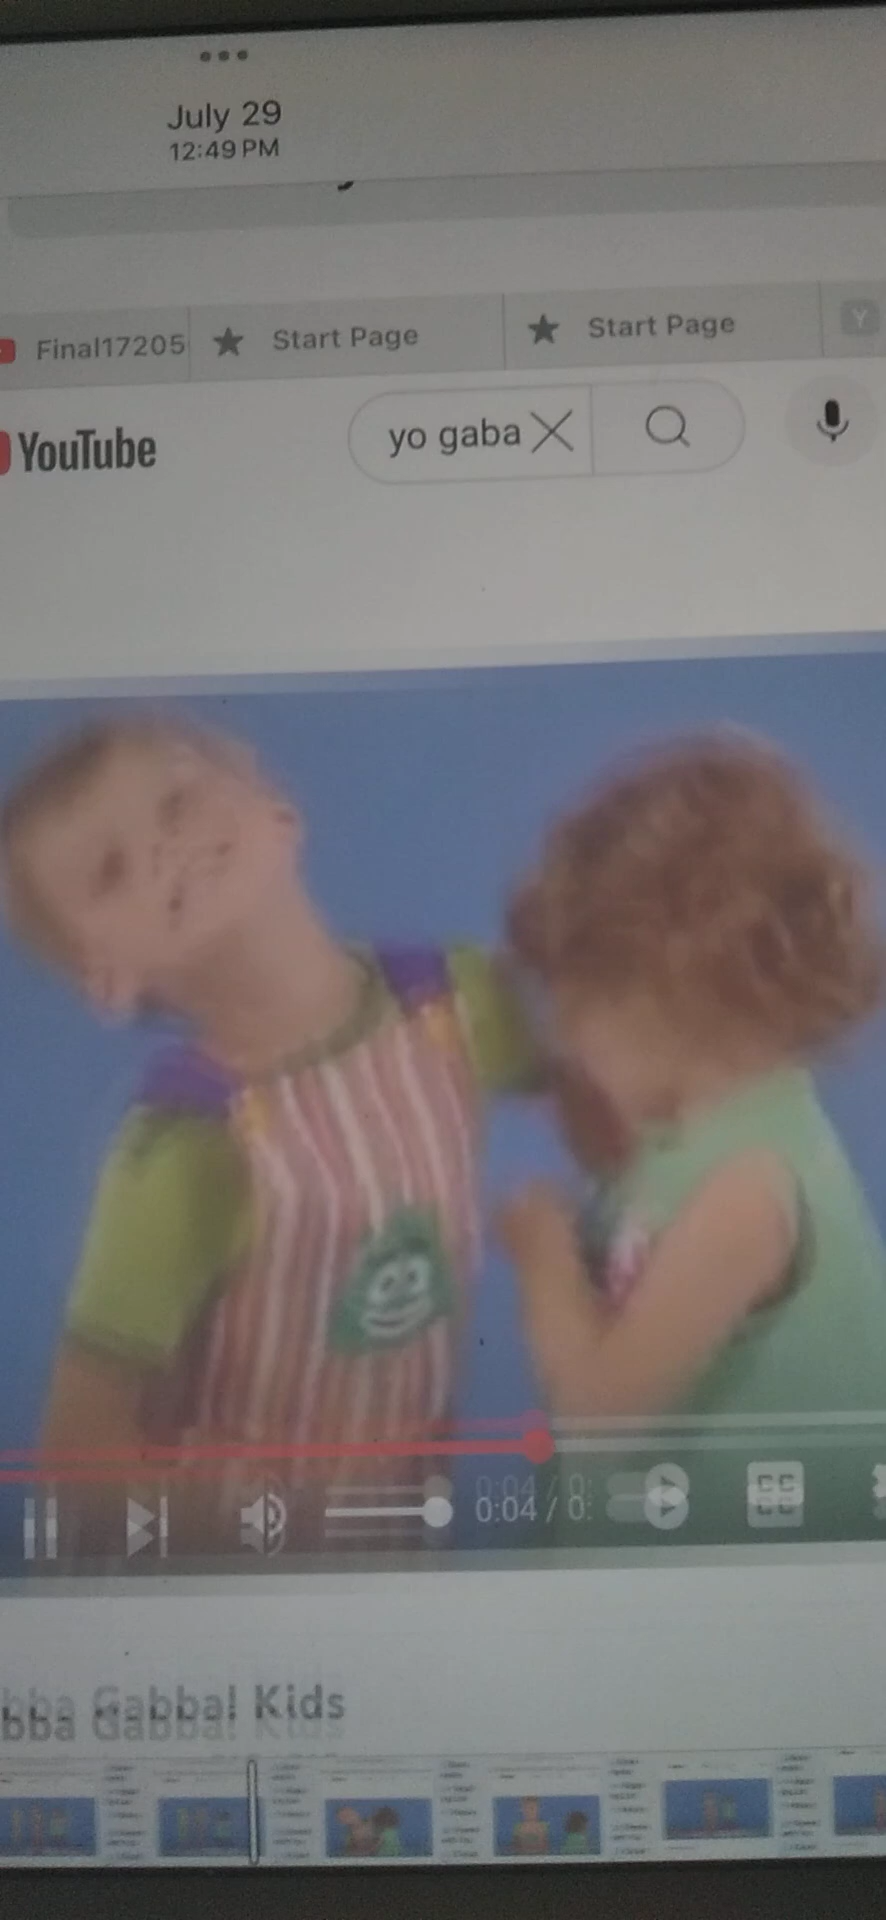 July 29
12:49 PM
Final17205
Start Page
Start Page
Y
YouTube
yo gaba
0:04 / 0:
CC
bba Gabba! Kids